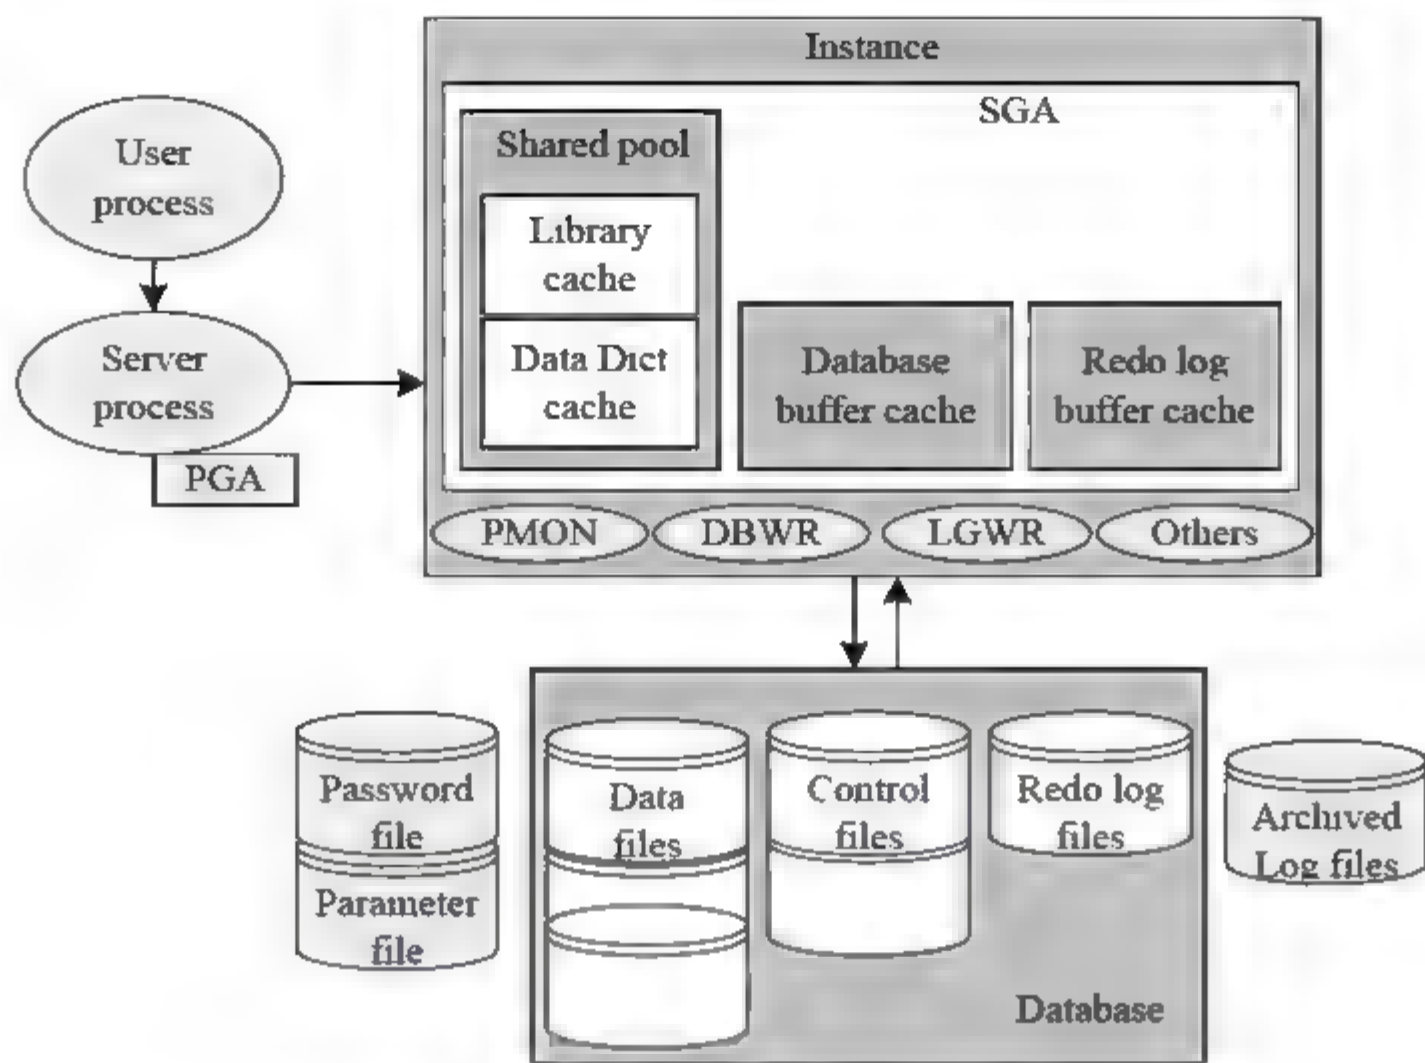 Instance
SGA
Shared pool
Library
cache
Data Dict
cache
Database
buffer cache
Redo log
buffer cache
User
process
Server
process
PGA
PMON
DBWR
LGWR
Others
Password
file
Parameter
file
Data
files
Control
files
Redo log
files
Archived
Log files
Database